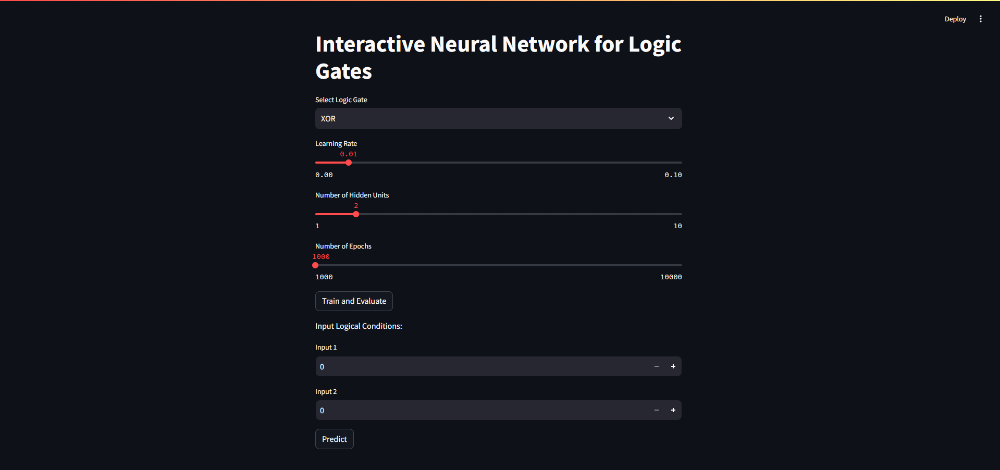 Deploy
Interactive Neural Network for Logic
Gates
Select Logic Gate
XOR
Learning Rate
0.01
0.00 0.10
Number of Hidden Units
2
1 10
Number of Epochs
1000
1000 10000
Train and Evaluate
Input Logical Conditions:
Input 1
0
Input 2
0
Predict